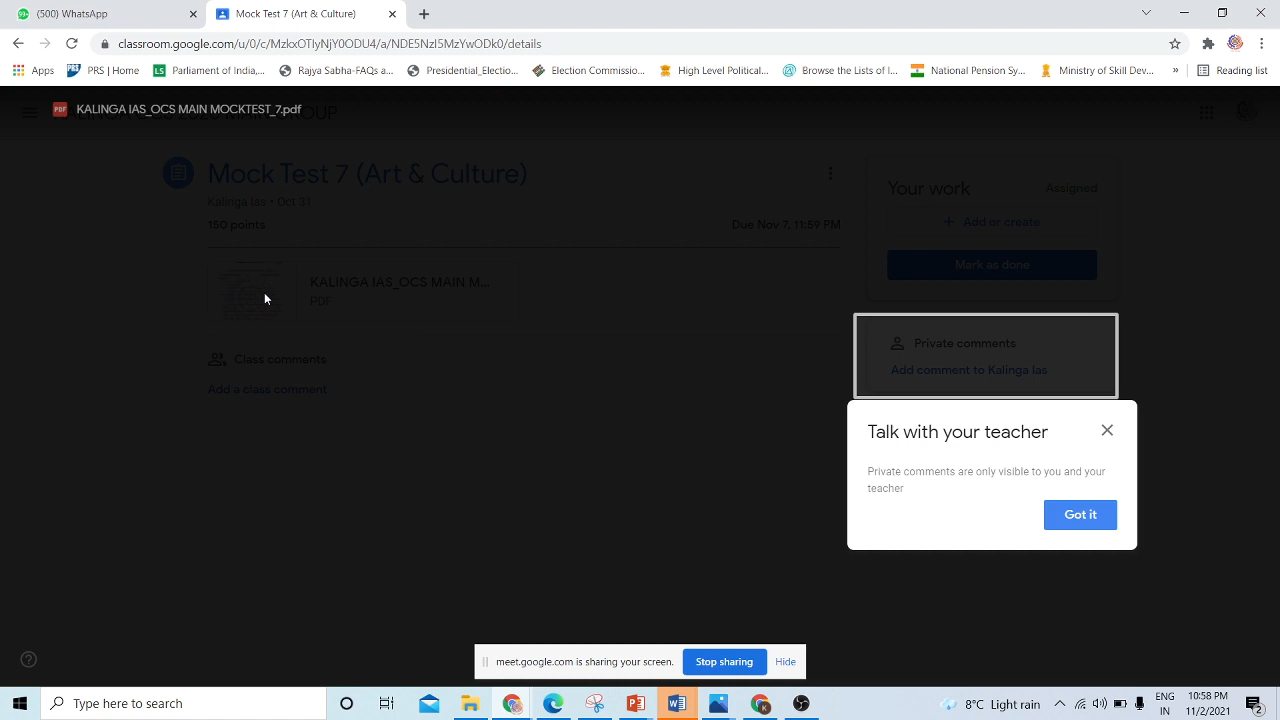 (500) WhatsApp
Mock Test 7 (Art & Culture)
classroom.google.com/u/0/c/MzkxOTIyNjY0ODU4/a/NDE5NzI5MzYwODk0/details
Apps
PRS | Home
Parliament of India,...
Rajya Sabha-FAQs a...
Presidential_Electio...
Election Commissio...
High Level Political...
Browse the Lists of I...
National Pension Sy...
Ministry of Skill Dev...
»
Reading list
KALINGA IAS_OCS MAIN MOCKTEST_7.pdf
Mock Test 7 (Art & Culture)
Kalinga Ias • Oct 31
150 points
Due Nov 7, 11:59 PM
KALINGA IAS_OCS MAIN M...
PDF
Class comments
Add a class comment
Your work
Assigned
+ Add or create
Mark as done
Private comments
Add comment to Kalinga Ias
Talk with your teacher
Private comments are only visible to you and your
teacher
Got it
meet.google.com is sharing your screen.
Stop sharing
Hide
Type here to search
8°C Light rain
ENG
IN
10:58 PM
11/2/2021
2